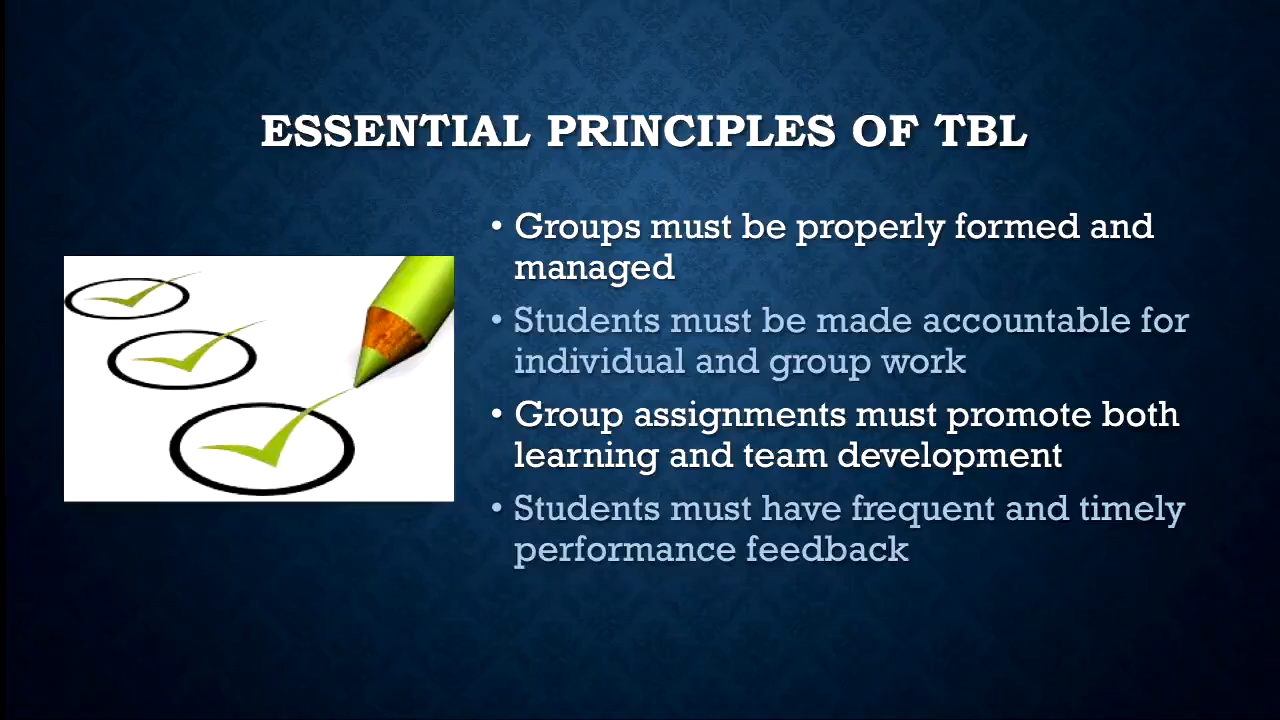 ESSENTIAL PRINCIPLES OF TBL
• Groups must be properly formed and
managed
• Students must be made accountable for
individual and group work
• Group assignments must promote both
learning and team development
• Students must have frequent and timely
performance feedback